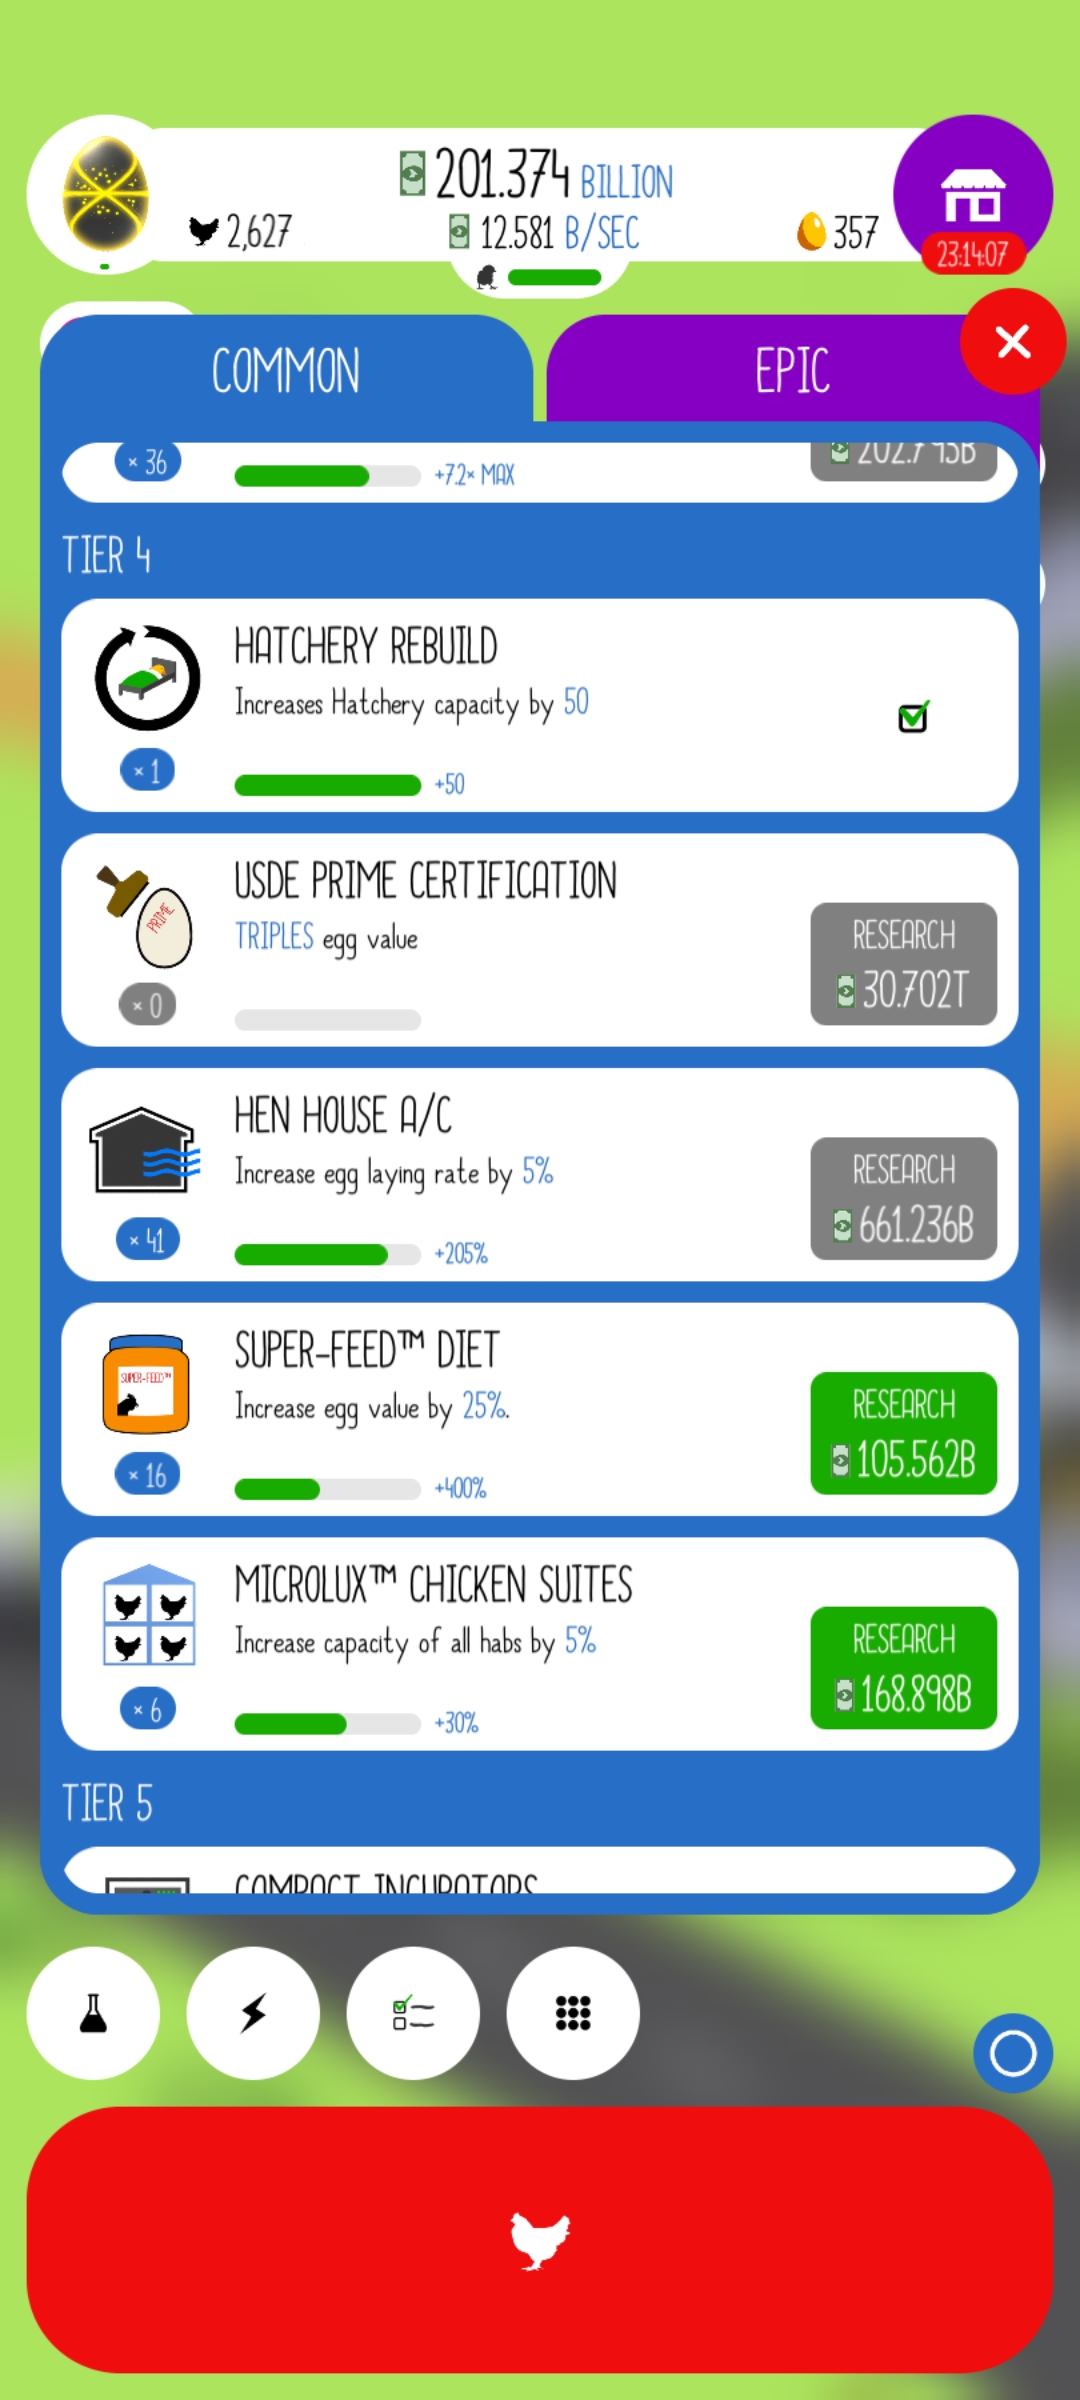 201.374 BILLION
2,627
12.581 B/SEC
357
23:14:07
COMMON
EPIC
× 36
+7.2× MAX
202.793B
TIER 4
HATCHERY REBUILD
Increases Hatchery capacity by 50
× 1
+50
USDE PRIME CERTIFICATION
TRIPLES egg value
PRIME
× 0
RESEARCH
30.702T
HEN HOUSE A/C
Increase egg laying rate by 5%
× 41
+205%
RESEARCH
661.236B
SUPER-FEED™ DIET
Increase egg value by 25%.
SUPER-FEED™
× 16
+400%
RESEARCH
105.562B
MICROLUX™ CHICKEN SUITES
Increase capacity of all habs by 5%
× 6
+30%
RESEARCH
168.898B
TIER 5
COMPACT INCUBATORS